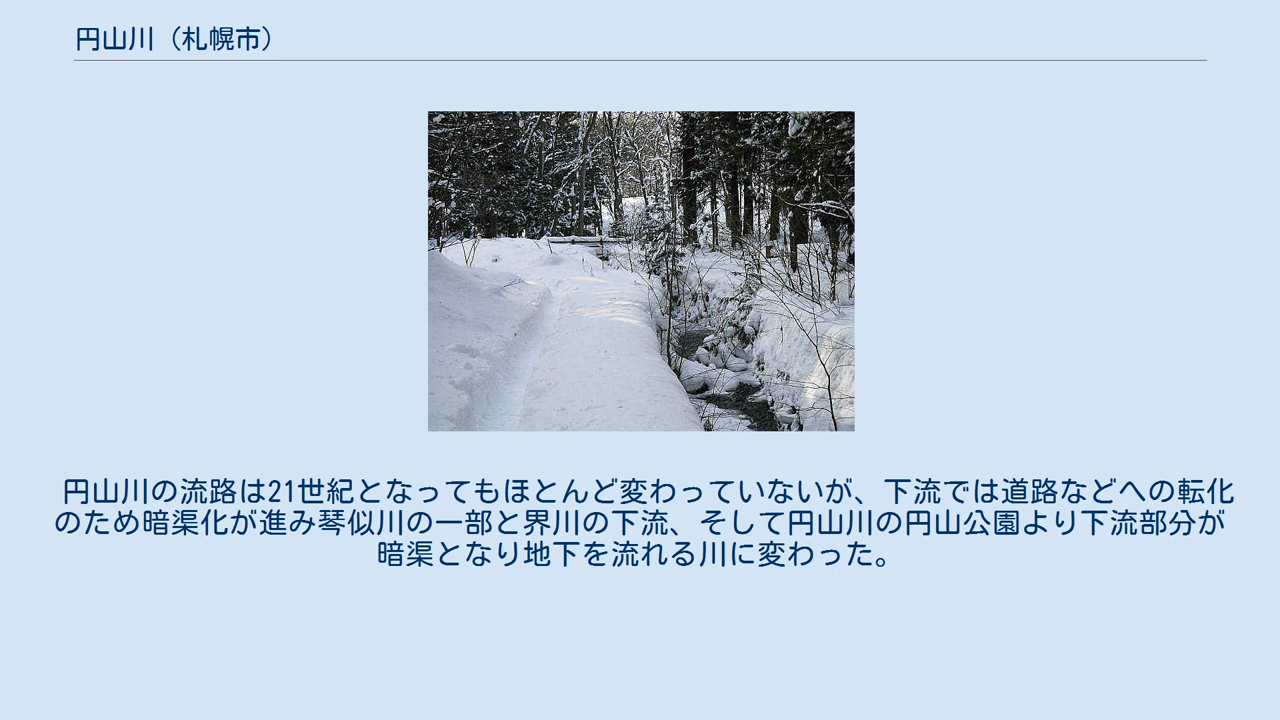 円山川（札幌市）
円山川の流路は21世紀となってもほとんど変わっていないが、下流では道路などへの転化
のため暗渠化が進み琴似川の一部と界川の下流、そして円山川の円山公園より下流部分が
暗渠となり地下を流れる川に変わった。